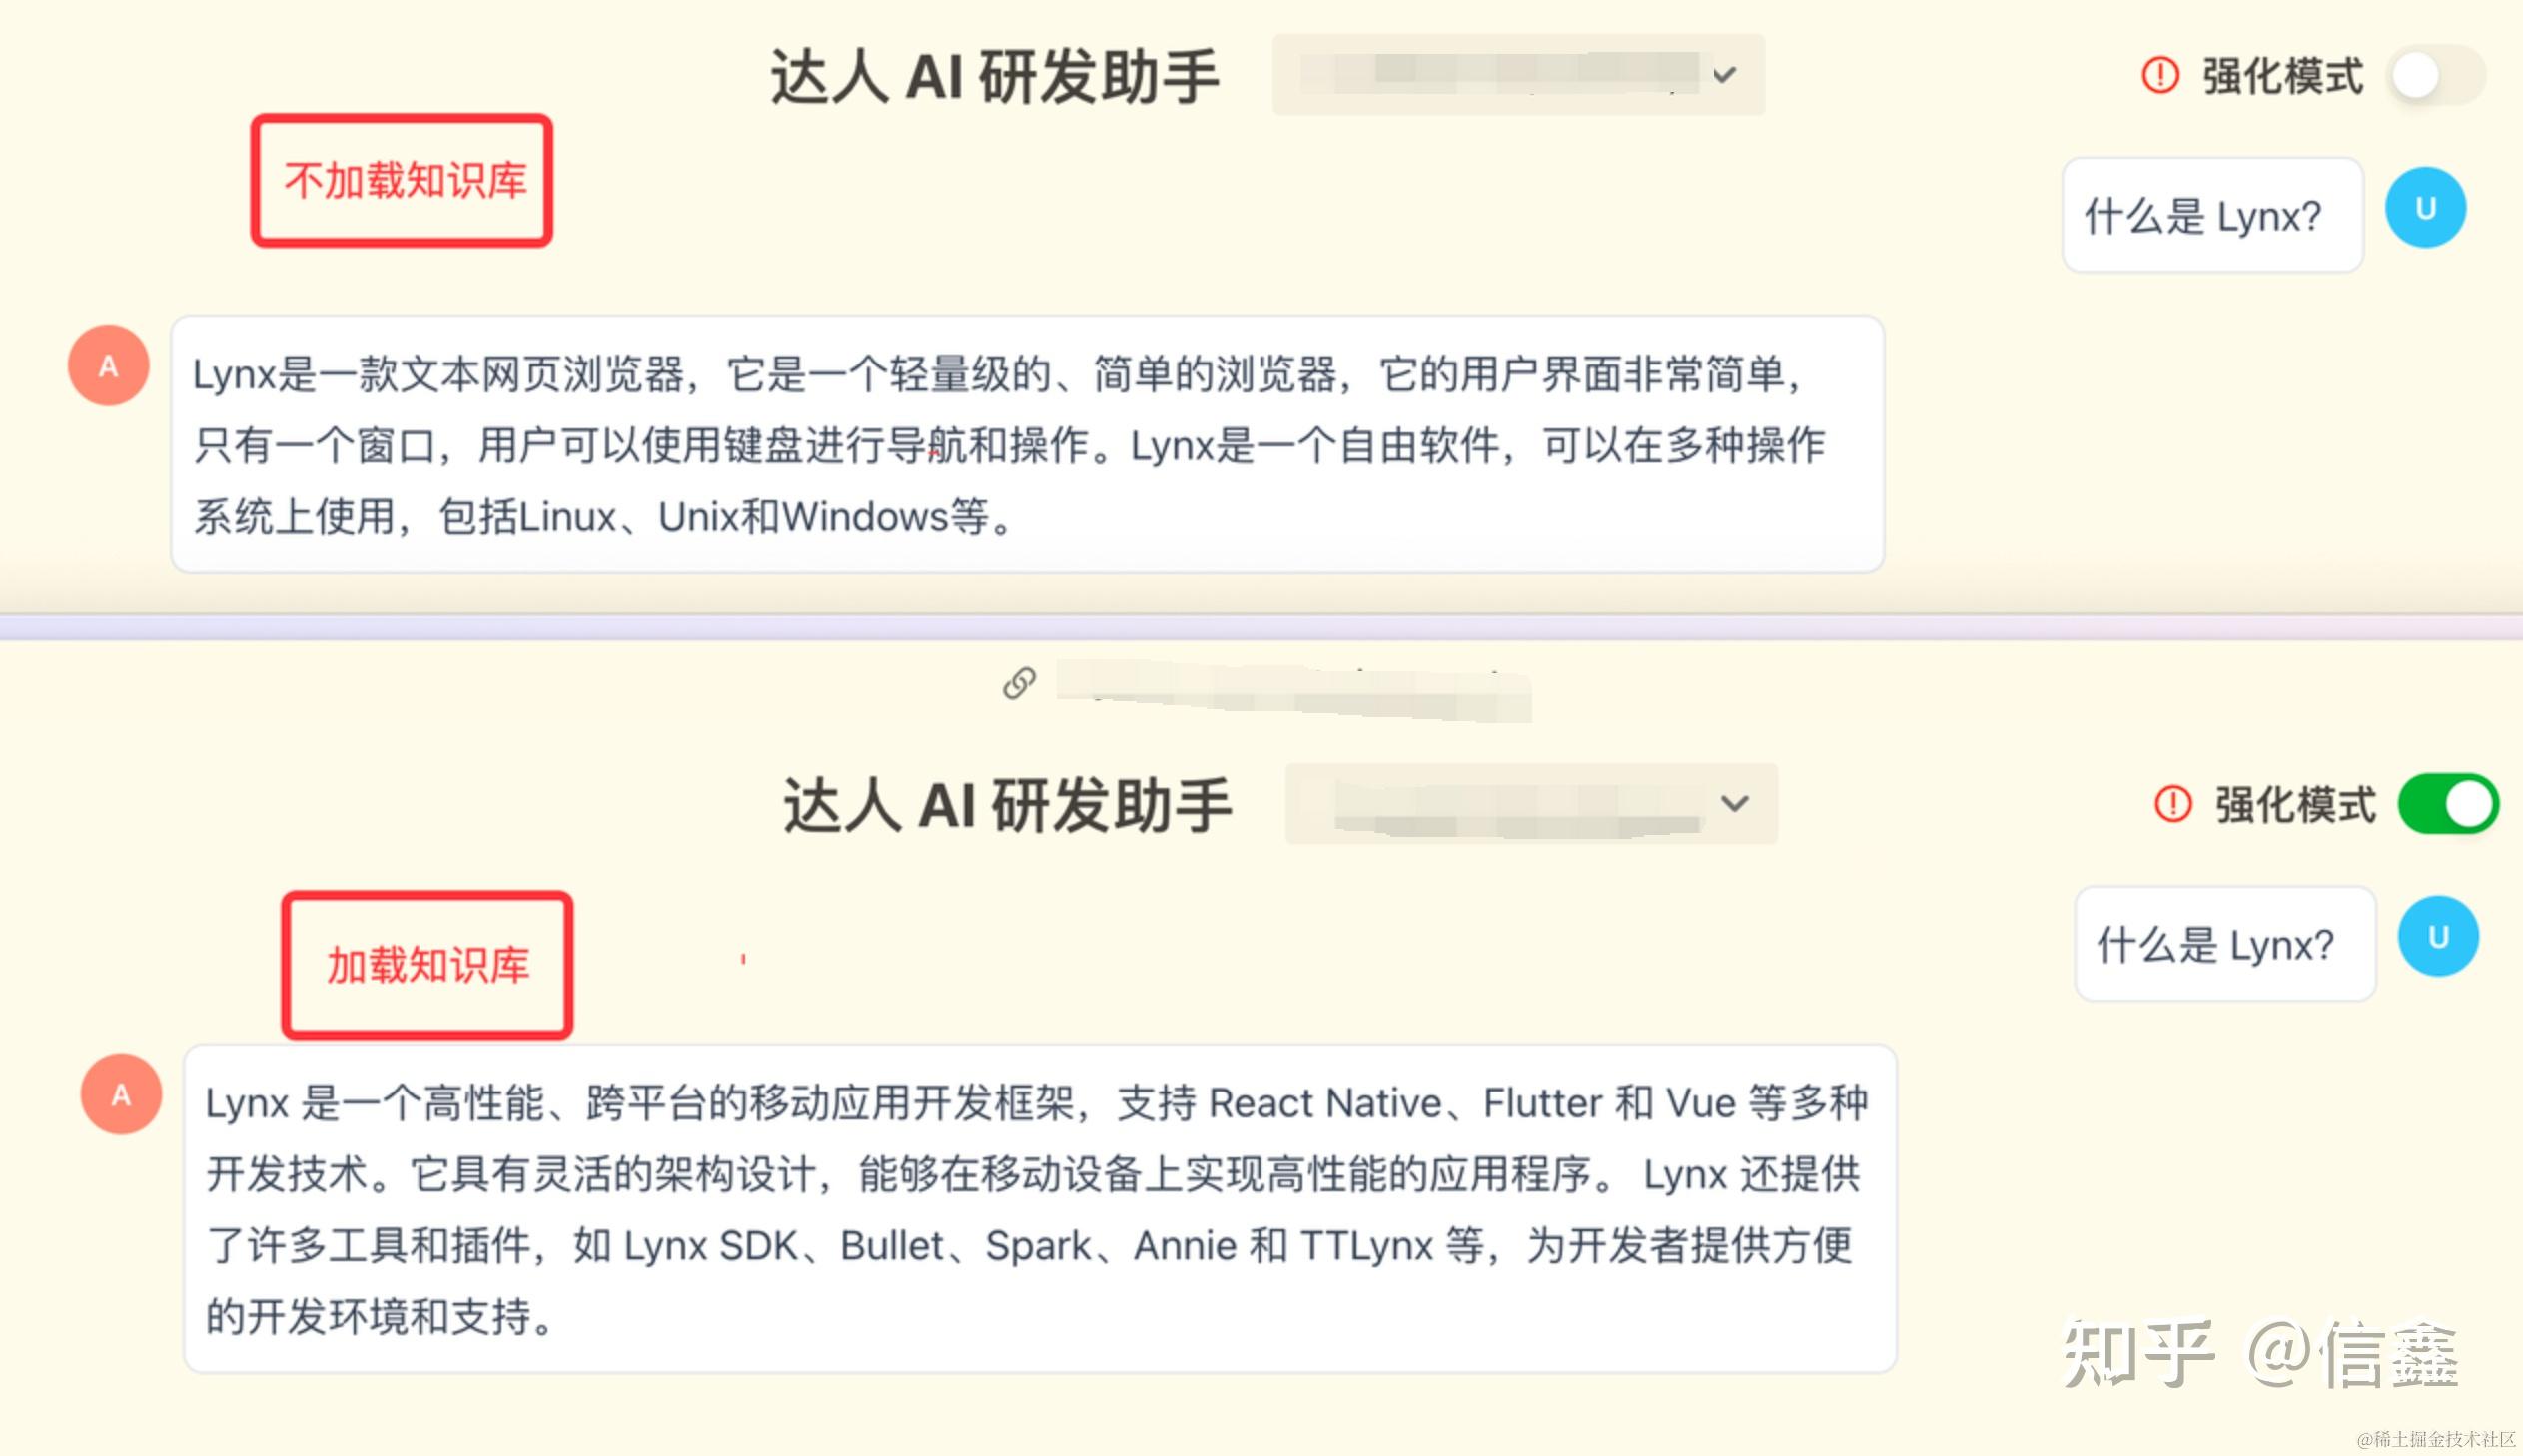 达人 AI 研发助手
强化模式
不加载知识库
什么是 Lynx?
U
A
Lynx是一款文本网页浏览器，它是一个轻量级的、简单的浏览器，它的用户界面非常简单，
只有一个窗口，用户可以使用键盘进行导航和操作。Lynx是一个自由软件，可以在多种操作
系统上使用，包括Linux、Unix和Windows等。
达人 AI 研发助手
强化模式
加载知识库
什么是 Lynx?
U
A
Lynx 是一个高性能、跨平台的移动应用开发框架，支持 React Native、Flutter 和 Vue 等多种
开发技术。它具有灵活的架构设计，能够在移动设备上实现高性能的应用程序。 Lynx 还提供
了许多工具和插件，如 Lynx SDK、Bullet、Spark、Annie 和 TTLynx 等，为开发者提供方便
的开发环境和支持。
知乎 @信鑫
@稀土掘金技术社区